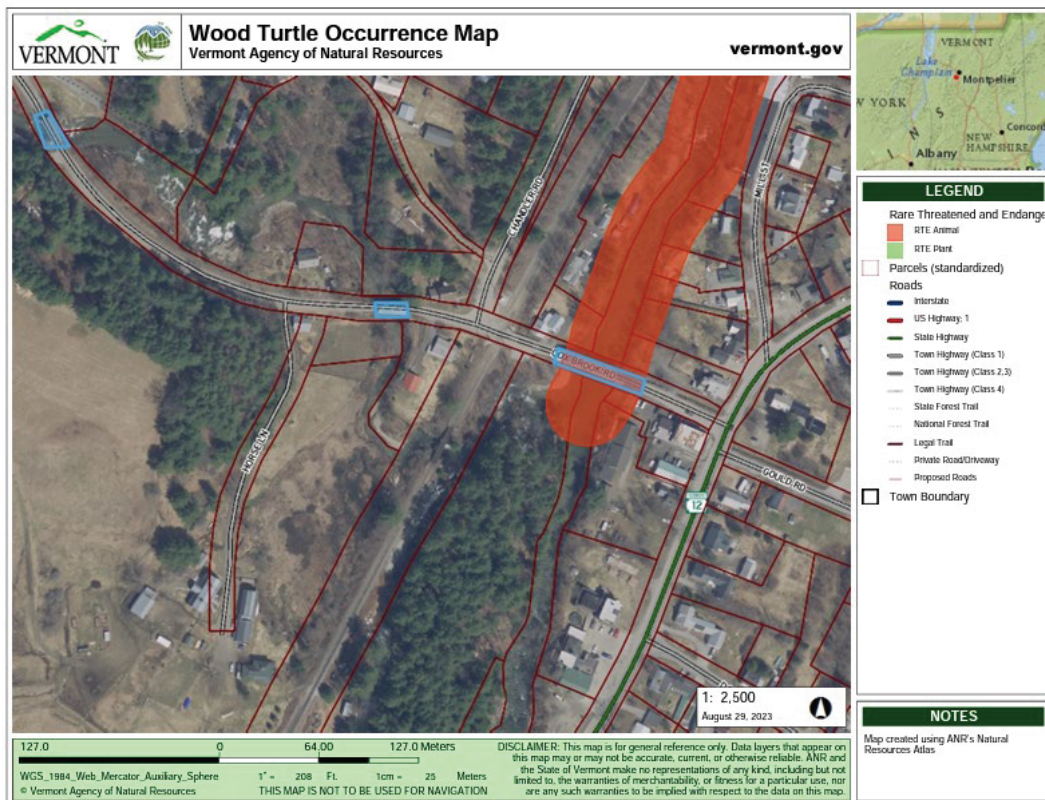 VERMONT
Wood Turtle Occurrence Map
Vermont Agency of Natural Resources
vermont.gov
VERMONT
Lake
Champlain
Montpelier
W YORK
Concord
NEW
HAMPSHIRE
Albany
CHANDLER RD
MILL ST
HORSE LN
COX BROOK RD
GOULD RD
12
1: 2,500
August 29, 2023
LEGEND
Rare Threatened and Endange
RTE Animal
RTE Plant
Parcels (standardized)
Roads
Interstate
US Highway; 1
State Highway
Town Highway (Class 1)
Town Highway (Class 2,3)
Town Highway (Class 4)
State Forest Trail
National Forest Trail
Legal Trail
Private Road/Driveway
Proposed Roads
Town Boundary
NOTES
Map created using ANR's Natural
Resources Atlas
127.0 0 64.00 127.0 Meters
WGS_1984_Web_Mercator_Auxiliary_Sphere 1" = 208 Ft. 1cm = 25 Meters
© Vermont Agency of Natural Resources THIS MAP IS NOT TO BE USED FOR NAVIGATION
DISCLAIMER: This map is for general reference only. Data layers that appear on
this map may or may not be accurate, current, or otherwise reliable. ANR and
the State of Vermont make no representations of any kind, including but not
limited to, the warranties of merchantability, or fitness for a particular use, nor
are any such warranties to be implied with respect to the data on this map.